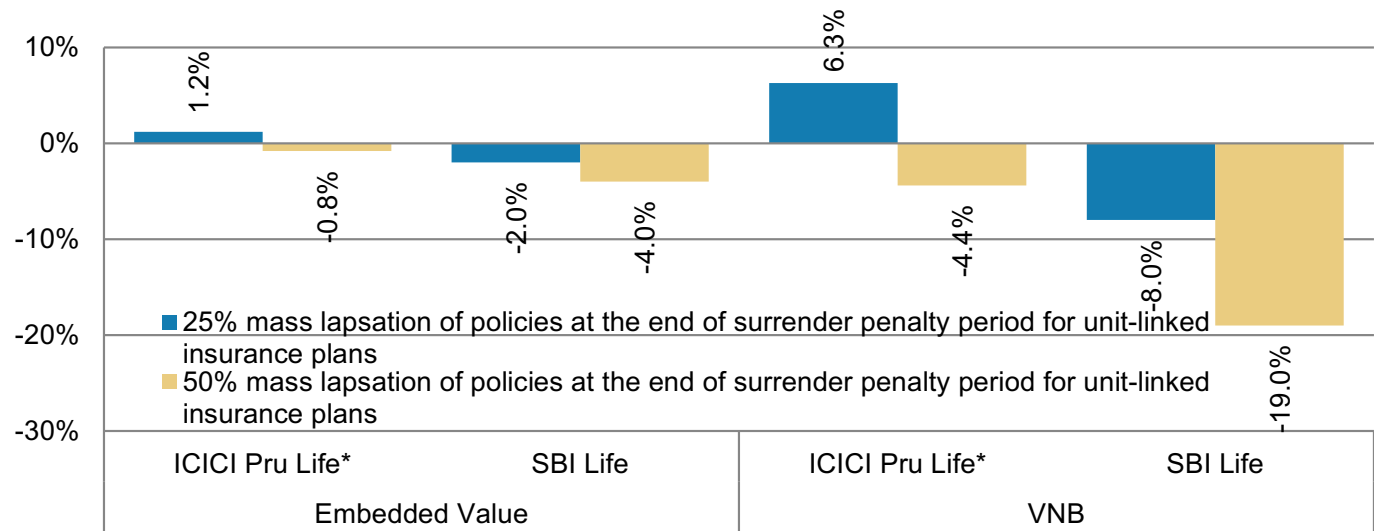 10%
0%
-10%
-20%
-30%
1.2%
-0.8%
-2.0%
-4.0%
6.3%
-4.4%
-8.0%
-19.0%
25% mass lapsation of policies at the end of surrender penalty period for unit-linked
insurance plans
50% mass lapsation of policies at the end of surrender penalty period for unit-linked
insurance plans
ICICI Pru Life*
SBI Life
ICICI Pru Life*
SBI Life
Embedded Value
VNB